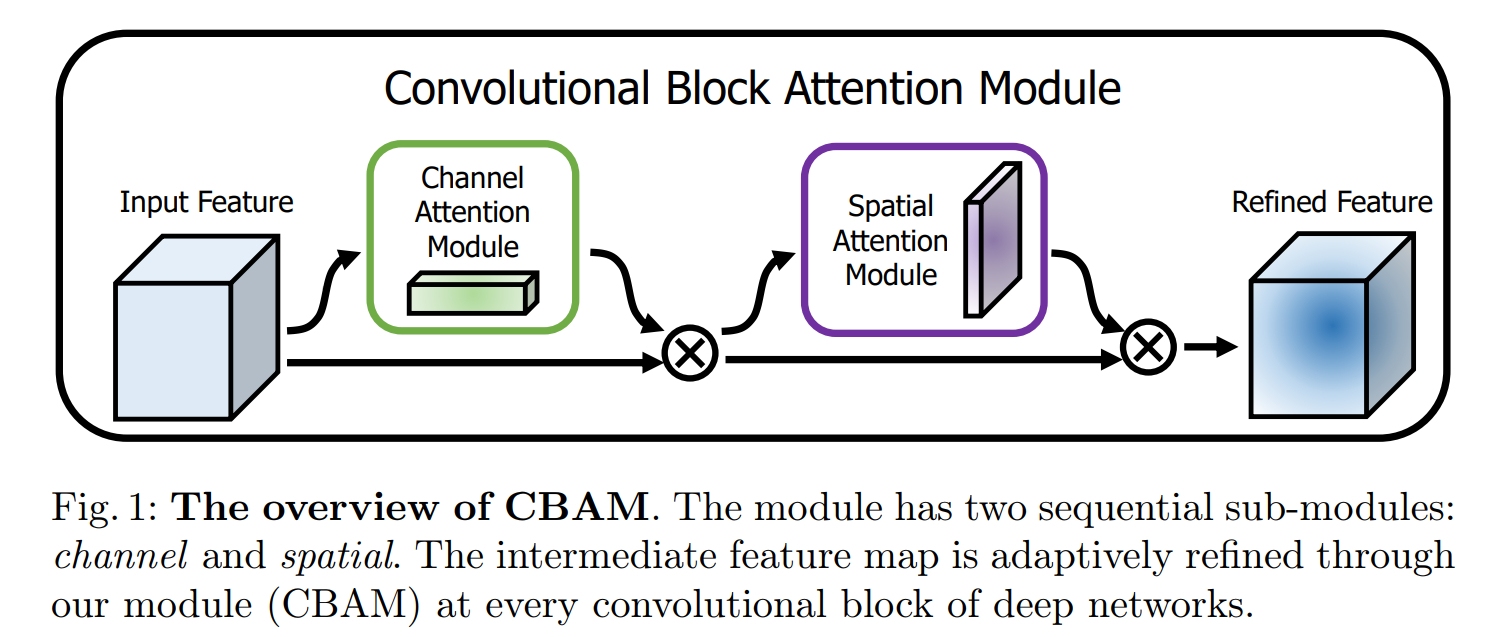 Convolutional Block Attention Module
Input Feature
Channel
Attention
Module
Spatial
Attention
Module
Refined Feature
Fig. 1: The overview of CBAM. The module has two sequential sub-modules:
channel and spatial. The intermediate feature map is adaptively refined through
our module (CBAM) at every convolutional block of deep networks.